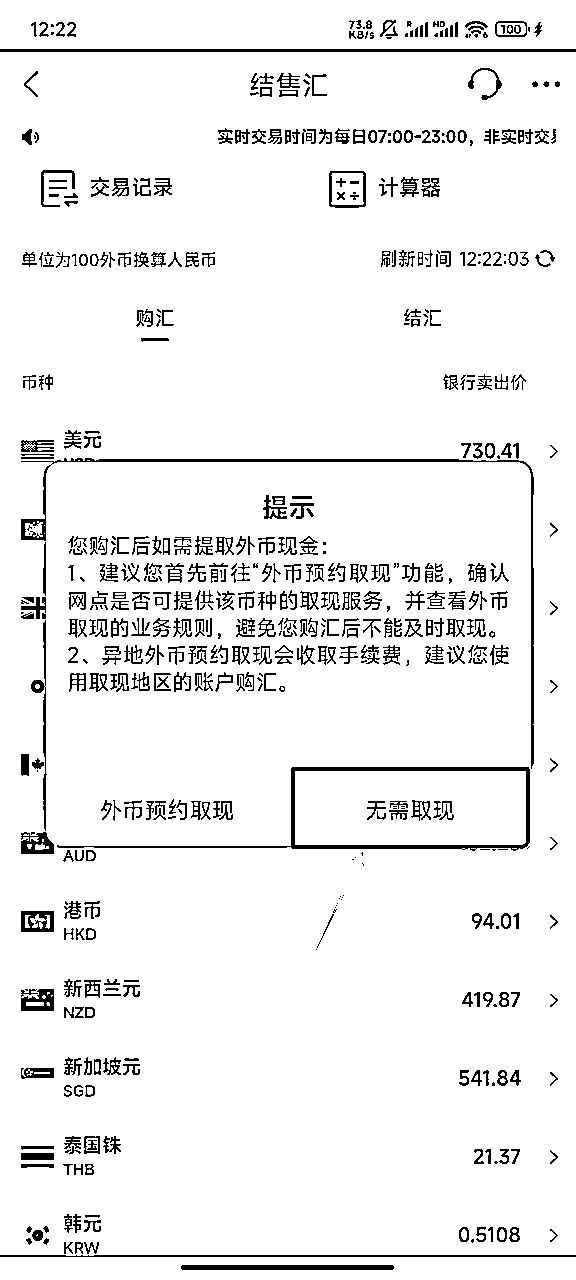 12:22
73.8 KB/s R HD 100
结售汇
实时交易时间为每日07:00-23:00，非实时交易
交易记录 计算器
单位为100外币换算人民币 刷新时间 12:22:03
购汇 结汇
币种 银行卖出价
美元 730.41
提示
您购汇后如需提取外币现金：
1、建议您首先前往“外币预约取现”功能，确认
网点是否可提供该币种的取现服务，并查看外币
取现的业务规则，避免您购汇后不能及时取现。
2、异地外币预约取现会收取手续费，建议您使
用取现地区的账户购汇。
外币预约取现 无需取现
AUD
港币 94.01
HKD
新西兰元 419.87
NZD
新加坡元 541.84
SGD
泰国铢 21.37
THB
韩元 0.5108
KRW